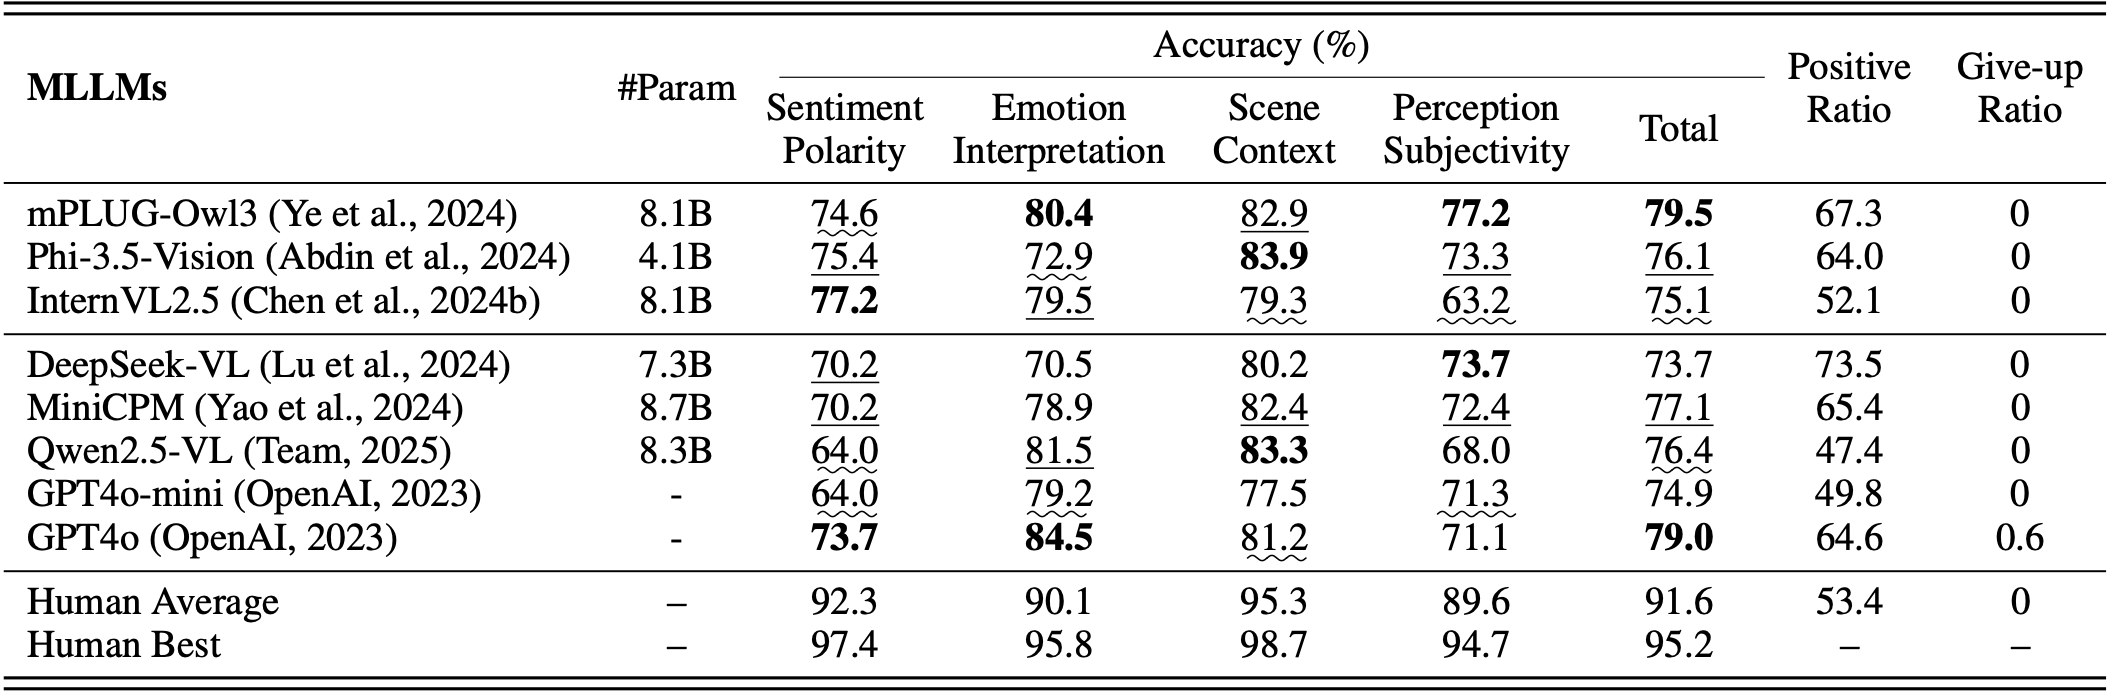 Accuracy (%)
MLLMs #Param Positive Ratio Give-up Ratio
Sentiment Polarity Emotion Interpretation Scene Context Perception Subjectivity Total
mPLUG-Owl3 (Ye et al., 2024) 8.1B 74.6 80.4 82.9 77.2 79.5 67.3 0
Phi-3.5-Vision (Abdin et al., 2024) 4.1B 75.4 72.9 83.9 73.3 76.1 64.0 0
InternVL2.5 (Chen et al., 2024b) 8.1B 77.2 79.5 79.3 63.2 75.1 52.1 0
DeepSeek-VL (Lu et al., 2024) 7.3B 70.2 70.5 80.2 73.7 73.7 73.5 0
MiniCPM (Yao et al., 2024) 8.7B 70.2 78.9 82.4 72.4 77.1 65.4 0
Qwen2.5-VL (Team, 2025) 8.3B 64.0 81.5 83.3 68.0 76.4 47.4 0
GPT4o-mini (OpenAI, 2023) - 64.0 79.2 77.5 71.3 74.9 49.8 0
GPT4o (OpenAI, 2023) - 73.7 84.5 81.2 71.1 79.0 64.6 0.6
Human Average – 92.3 90.1 95.3 89.6 91.6 53.4 0
Human Best – 97.4 95.8 98.7 94.7 95.2 – –